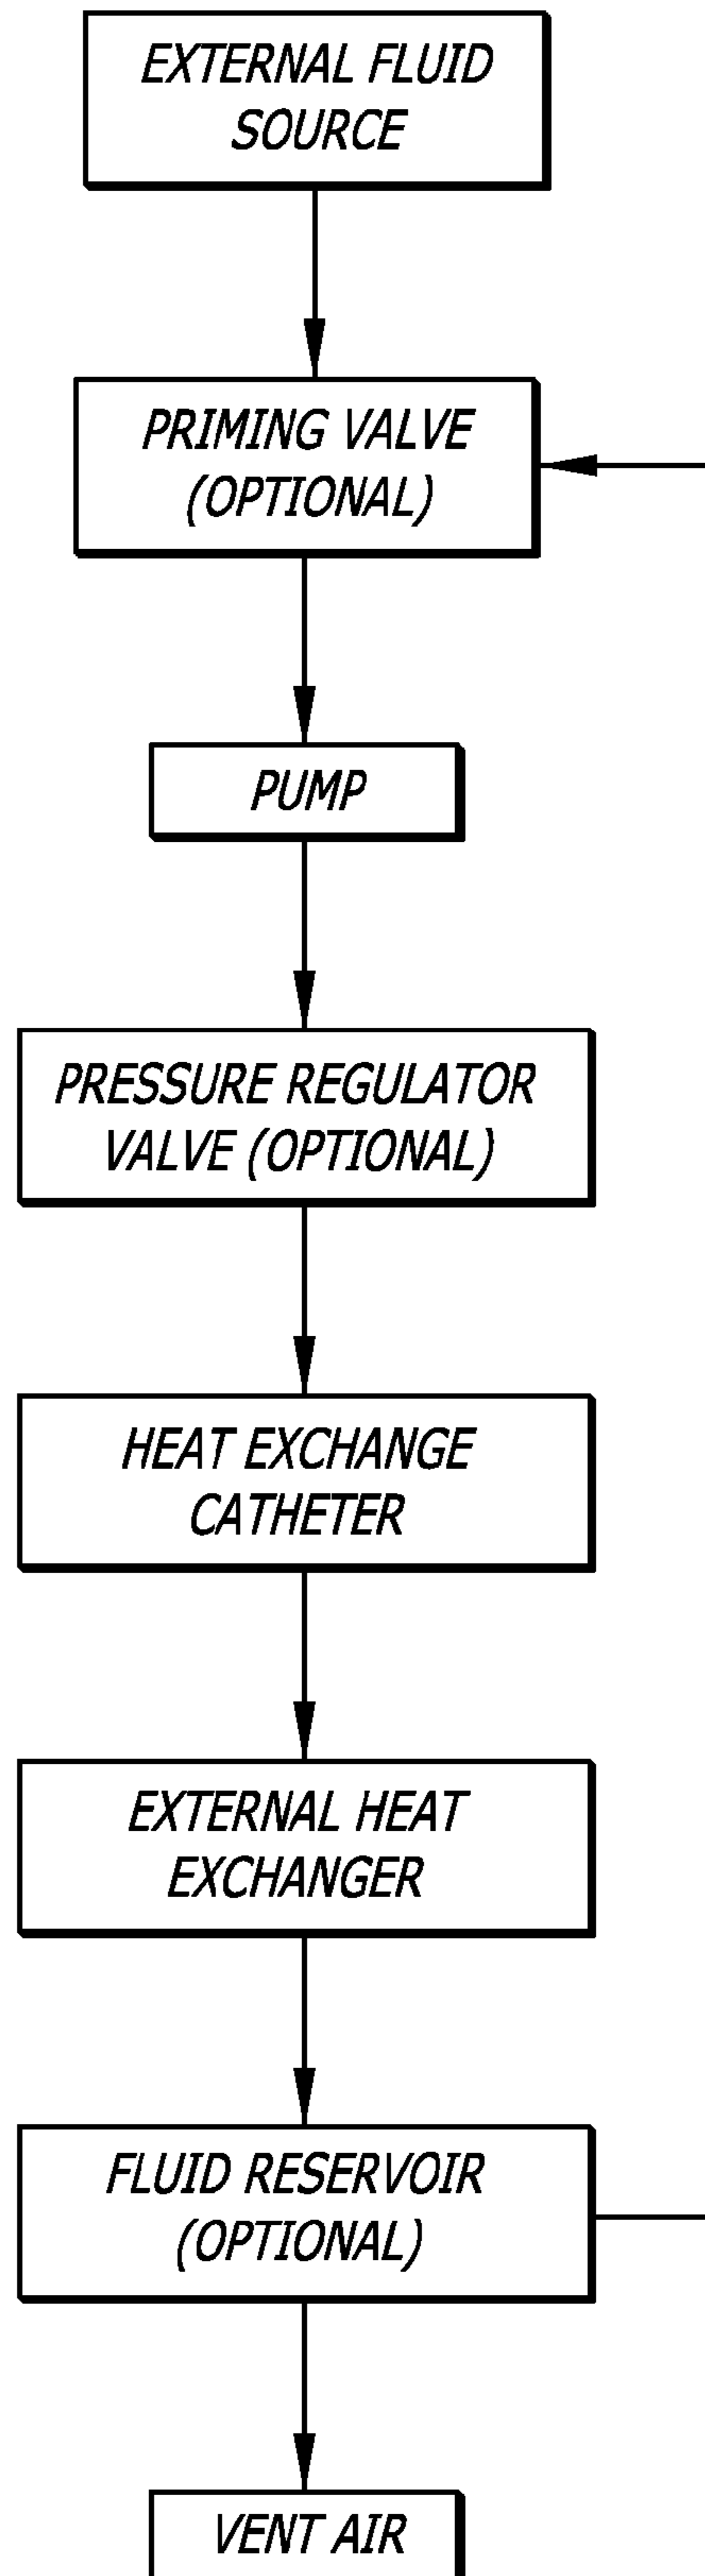 EXTERNAL FLUID
SOURCE
PRIMING VALVE
(OPTIONAL)
PUMP
PRESSURE REGULATOR
VALVE (OPTIONAL)
HEAT EXCHANGE
CATHETER
EXTERNAL HEAT
EXCHANGER
FLUID RESERVOIR
(OPTIONAL)
VENT AIR